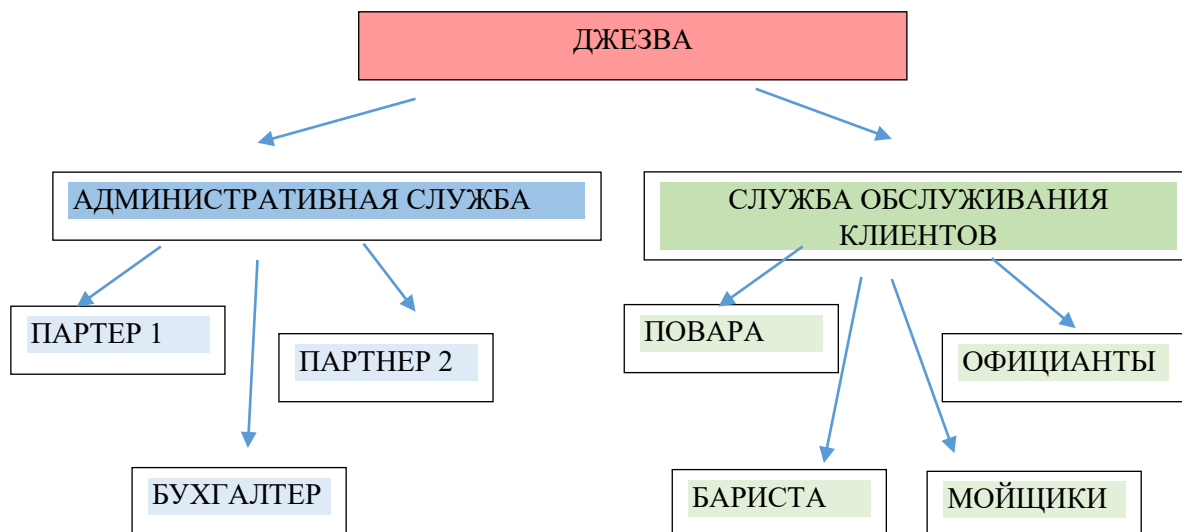 ДЖЕЗВА
АДМИНИСТРАТИВНАЯ СЛУЖБА
СЛУЖБА ОБСЛУЖИВАНИЯ
КЛИЕНТОВ
ПАРТЕР 1
ПАРТНЕР 2
ПОВАРА
ОФИЦИАНТЫ
БУХГАЛТЕР
БАРИСТА
МОЙЩИКИ